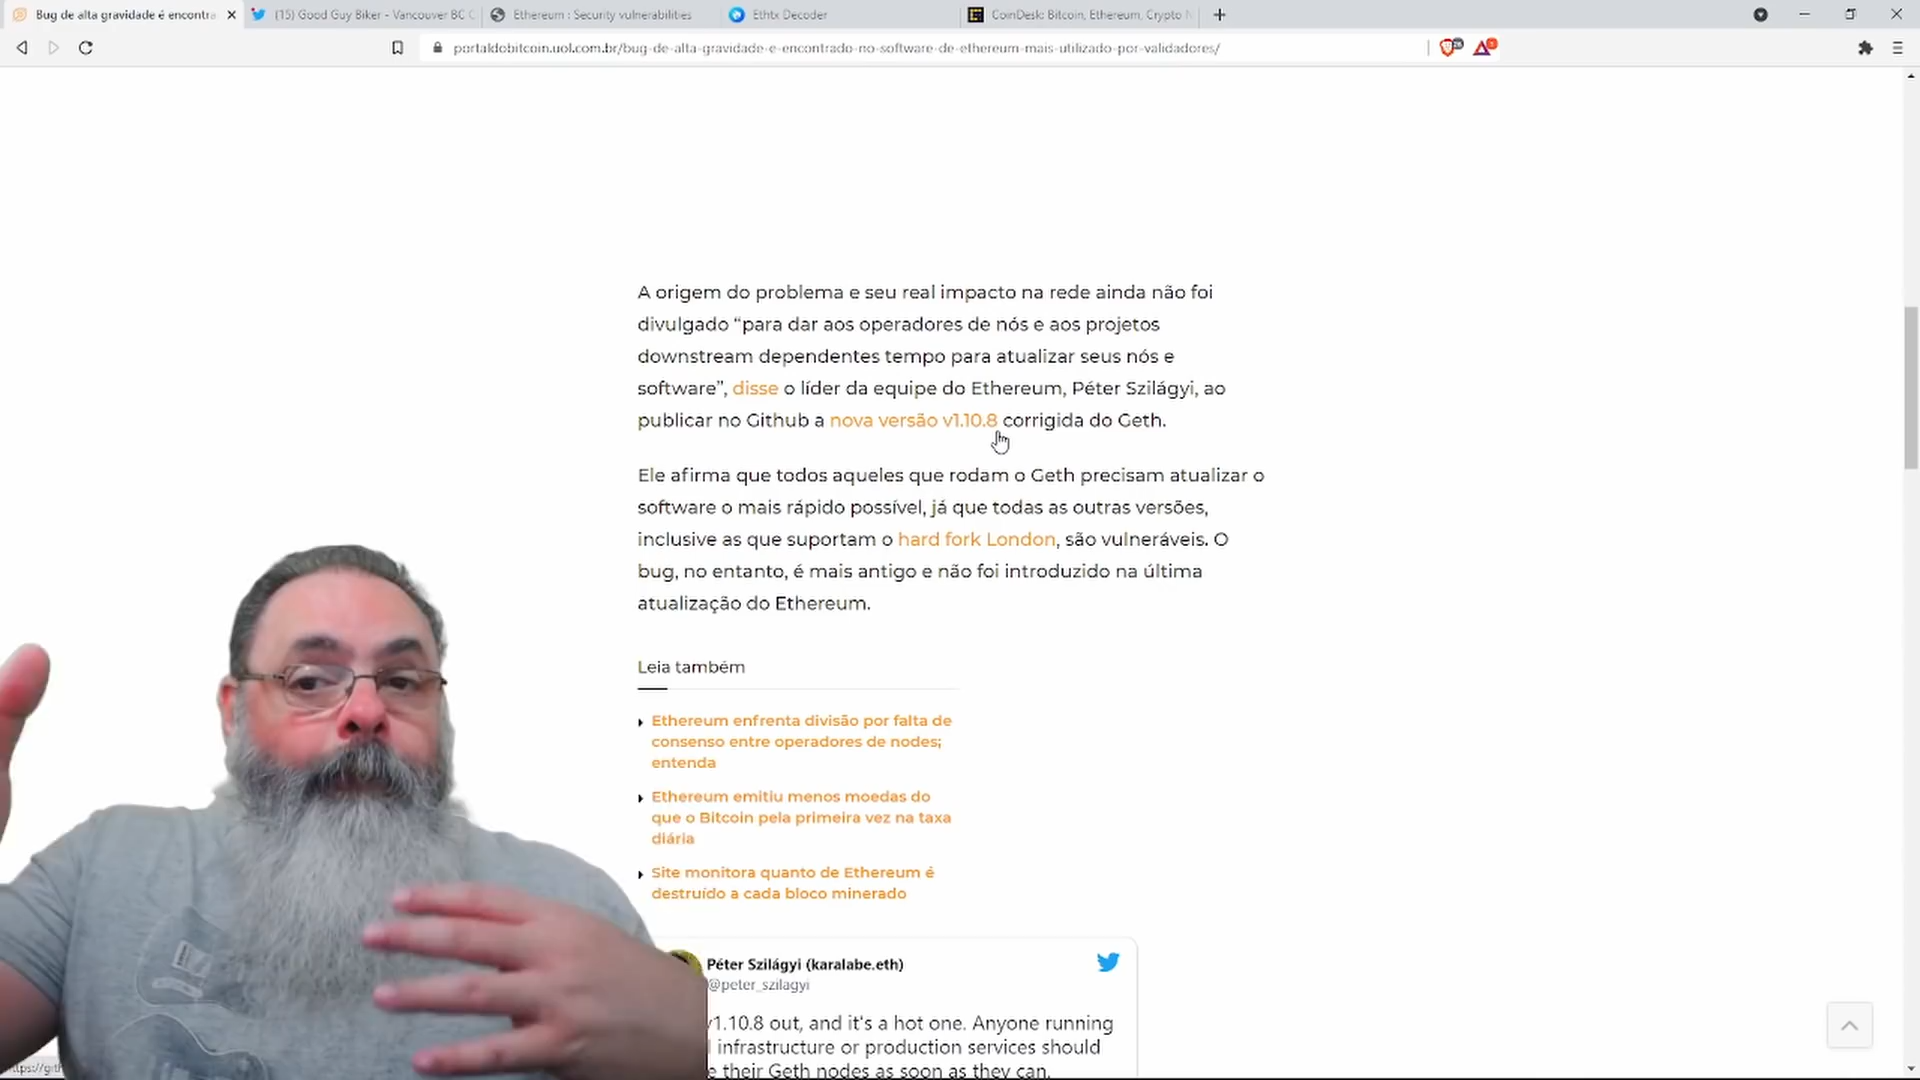 Bug de alta gravidade é encontra
(15) Good Guy Biker - Vancouver BC C
Ethereum : Security vulnerabilities
Ethtx Decoder
CoinDesk: Bitcoin, Ethereum, Crypto N
portaldobitcoin.uol.com.br/bug-de-alta-gravidade-e-encontrado-no-software-de-ethereum-mais-utilizado-por-validadores/
A origem do problema e seu real impacto na rede ainda não foi
divulgado “para dar aos operadores de nós e aos projetos
downstream dependentes tempo para atualizar seus nós e
software”, disse o líder da equipe do Ethereum, Péter Szilágyi, ao
publicar no Github a nova versão v1.10.8 corrigida do Geth.
Ele afirma que todos aqueles que rodam o Geth precisam atualizar o
software o mais rápido possível, já que todas as outras versões,
inclusive as que suportam o hard fork London, são vulneráveis. O
bug, no entanto, é mais antigo e não foi introduzido na última
atualização do Ethereum.
Leia também
Ethereum enfrenta divisão por falta de
consenso entre operadores de nodes;
entenda
Ethereum emitiu menos moedas do
que o Bitcoin pela primeira vez na taxa
diária
Site monitora quanto de Ethereum é
destruído a cada bloco minerado
Péter Szilágyi (karalabe.eth)
@peter_szilagyi
v1.10.8 out, and it's a hot one. Anyone running
infrastructure or production services should
their Geth nodes as soon as they can.